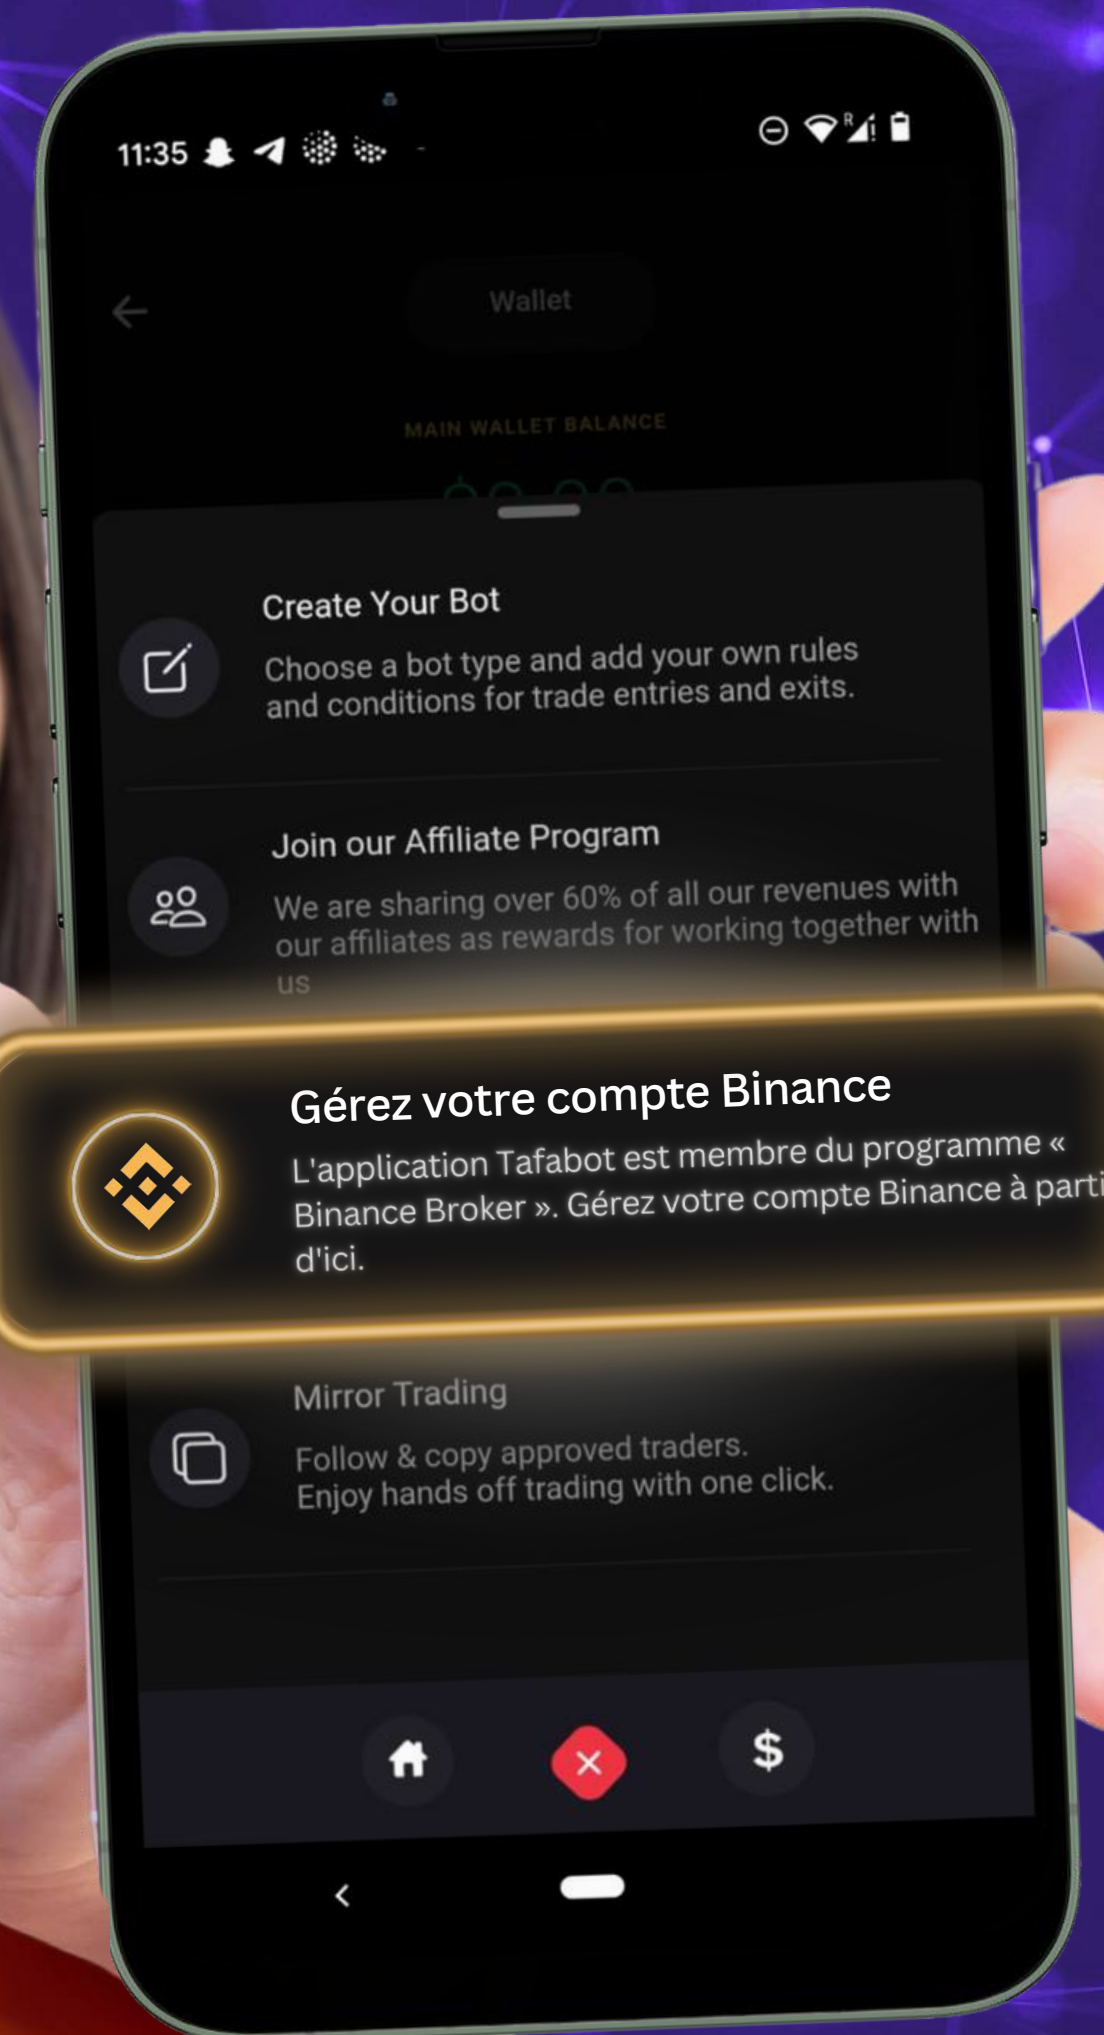 11:35
R
Wallet
MAIN WALLET BALANCE
Create Your Bot
Choose a bot type and add your own rules
and conditions for trade entries and exits.
Join our Affiliate Program
We are sharing over 60% of all our revenues with
our affiliates as rewards for working together with
us
Gérez votre compte Binance
L'application Tafabot est membre du programme «
Binance Broker ». Gérez votre compte Binance à parti
d'ici.
Mirror Trading
Follow & copy approved traders.
Enjoy hands off trading with one click.
$